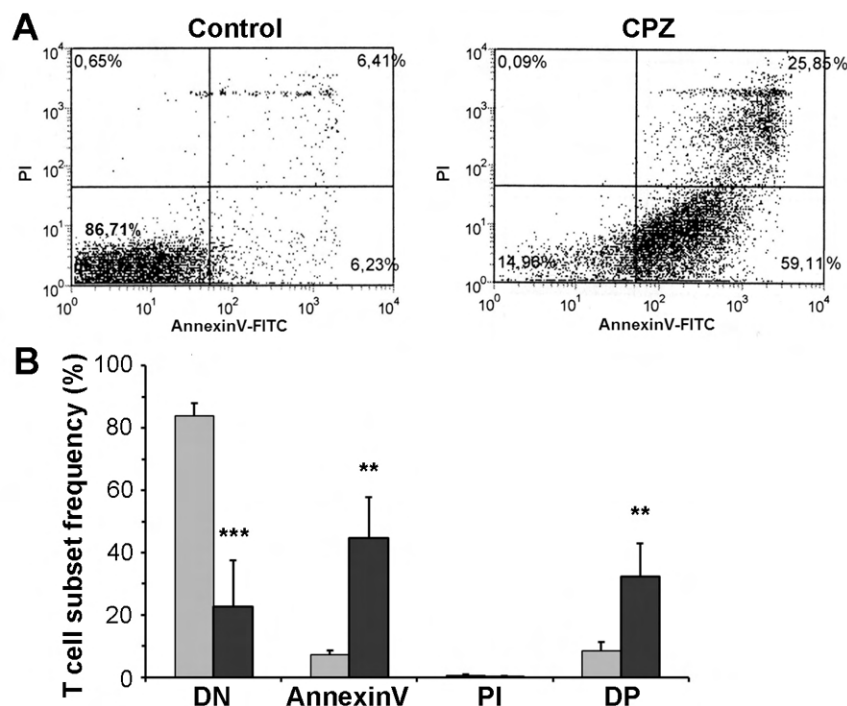 A Control CPZ
10⁴ 10⁴
0,65% 6,41% 0,09% 25,85%
10³ 10³
PI PI
10² 10²
10¹ 10¹
86,71%
6,23% 14,96% 59,11%
10⁰ 10⁰
10⁰ 10¹ 10² 10³ 10⁴ 10⁰ 10¹ 10² 10³ 10⁴
AnnexinV-FITC AnnexinV-FITC
B
T cell subset frequency (%)
100
80
60
40
20
0
*** ** **
DN AnnexinV PI DP